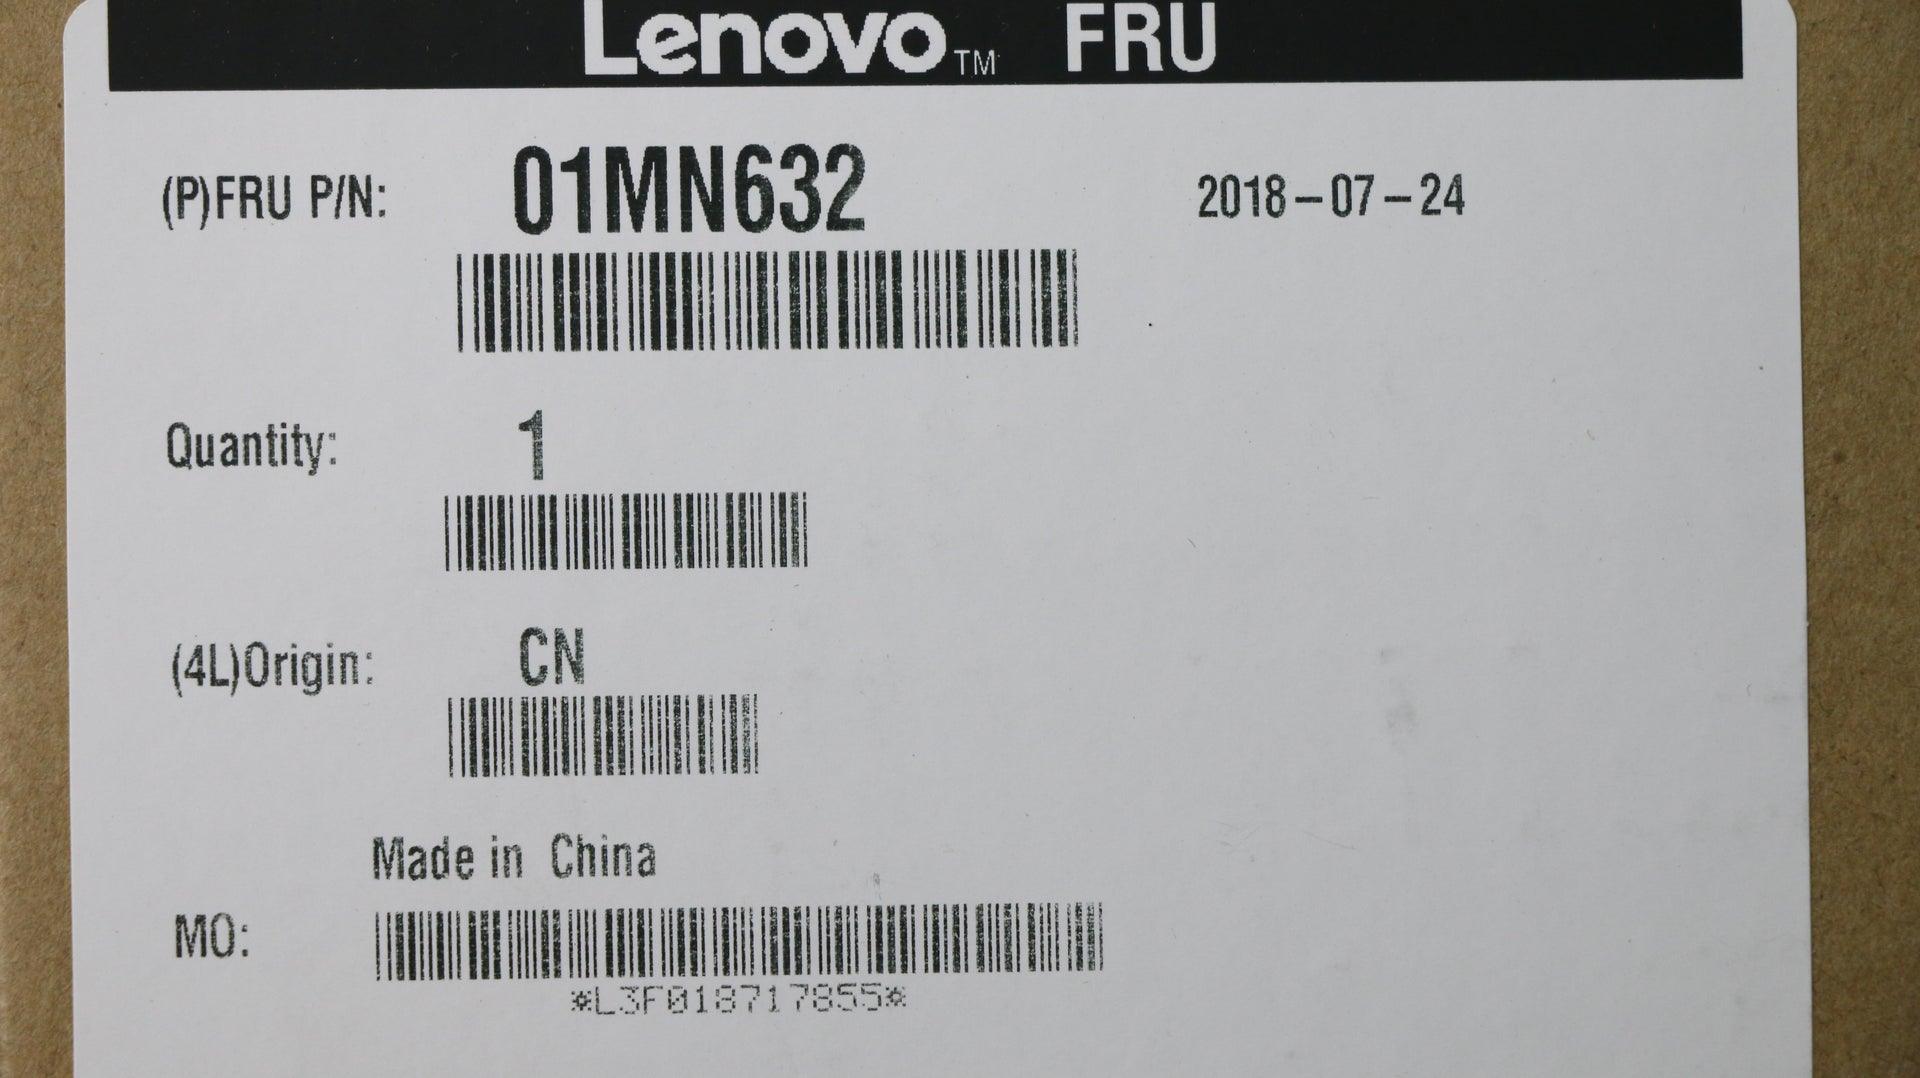 Lenovo™ FRU
(P)FRU P/N: 01MN632 2018-07-24
Quantity: 1
(4L)Origin: CN
Made in China
MO:
*L3F018717855*